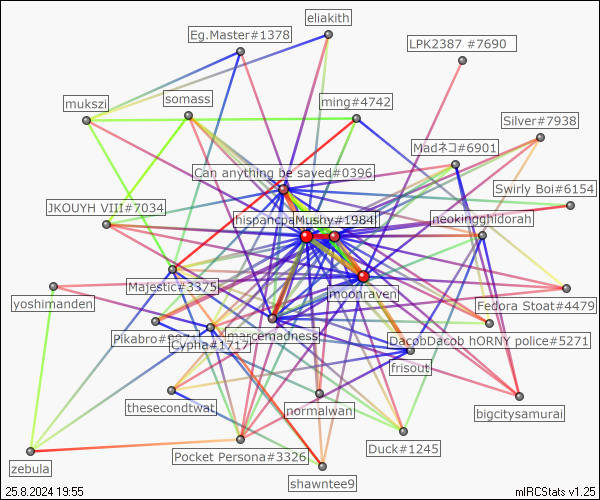 eliakith
Eg.Master#1378
LPK2387 #7690
mukszi
somass
ming#4742
Silver#7938
Madネコ#6901
Can anything be saved#0396
Swirly Boi#6154
JKOUYH VIII#7034
Mushy#1984
neokingghidorah
Majestic#3375
moonraven
yoshimanden
Fedora Stoat#4479
marcemadness
Cypha#1717
DacobDacob hORNY police#5271
frisout
thesecondtwat
normalwan
bigcitysamurai
Duck#1245
Pocket Persona#3326
zebula
shawntee9
25.8.2024 19:55
mIRCStats v1.25